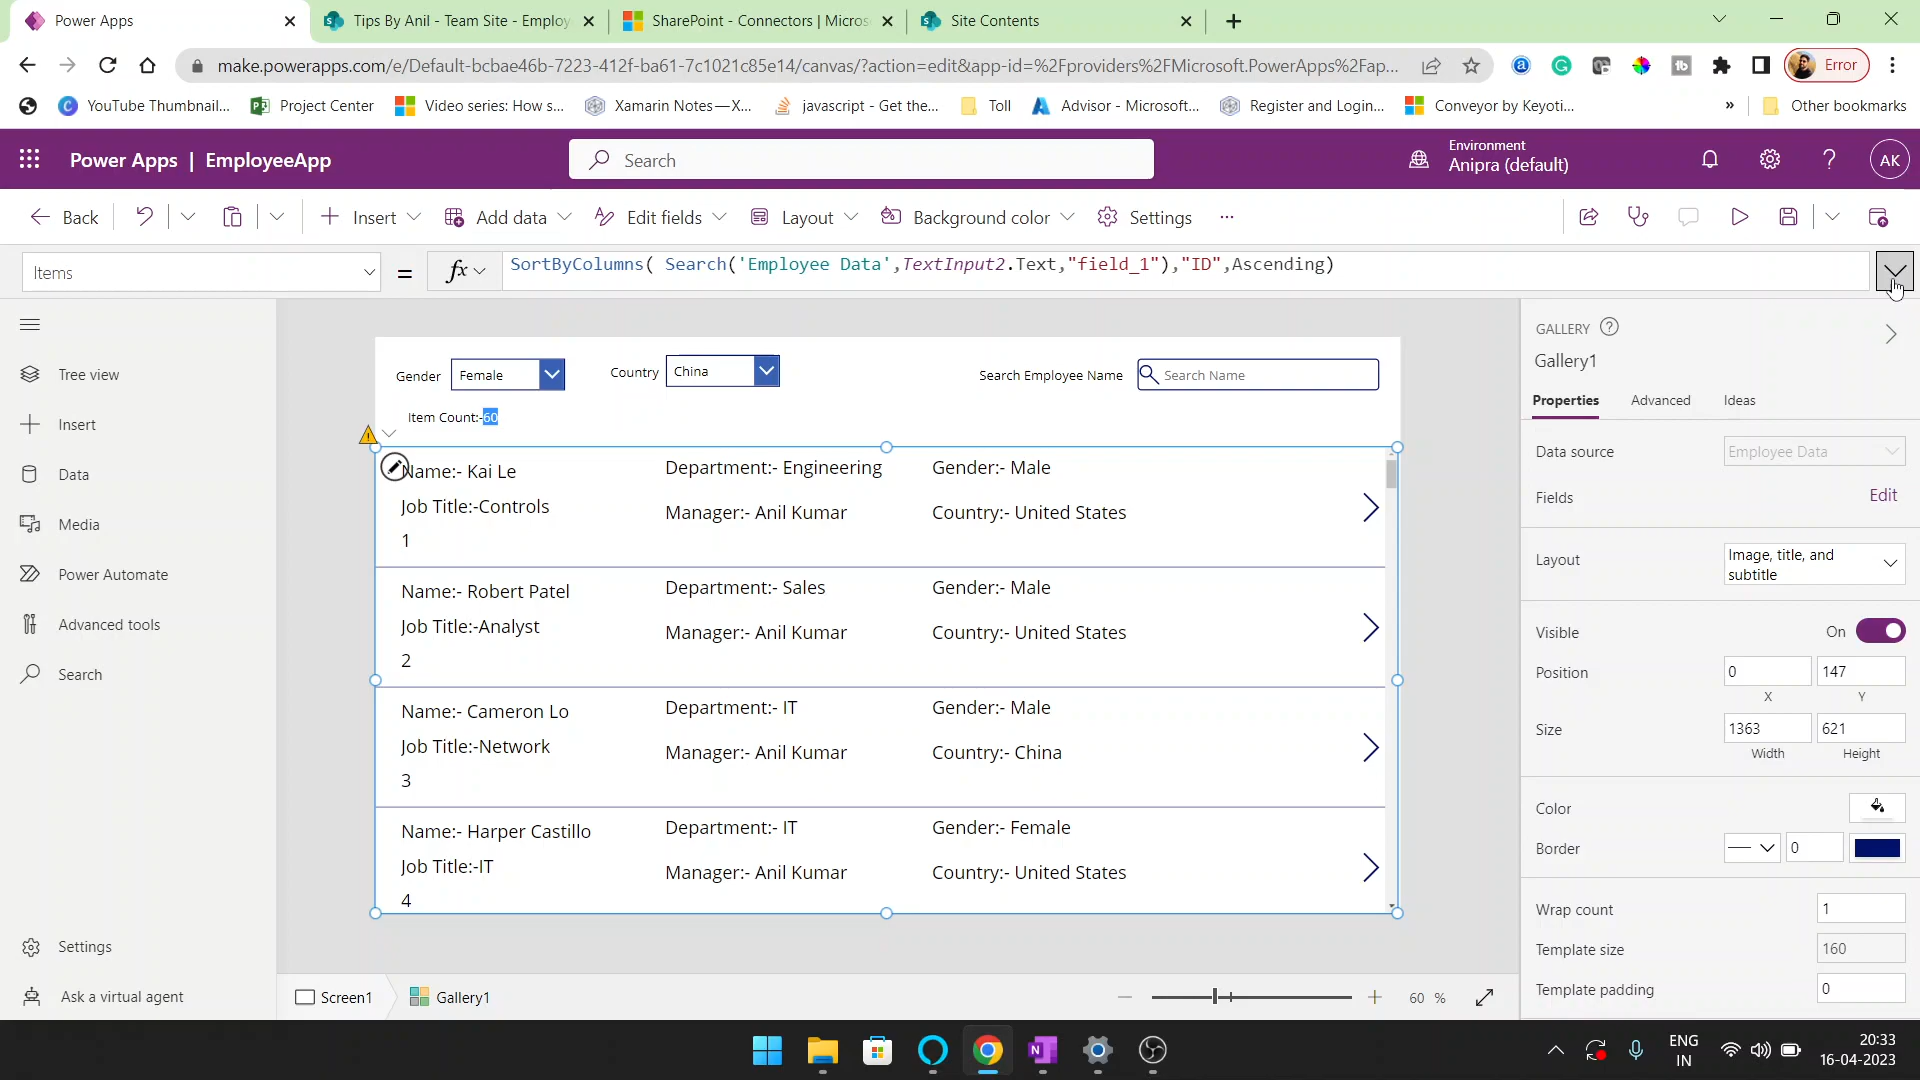 Power Apps
Tips By Anil - Team Site - Employ
SharePoint - Connectors | Micros
Site Contents
make.powerapps.com/e/Default-bcbae46b-7223-412f-ba61-7c1021c85e14/canvas/?action=edit&app-id=%2Fproviders%2FMicrosoft.PowerApps%2Fap...
Error
YouTube Thumbnail...
Project Center
Video series: How s...
Xamarin Notes—X...
javascript - Get the...
Toll
Advisor - Microsoft...
Register and Login...
Conveyor by Keyoti...
»
Other bookmarks
Power Apps | EmployeeApp
Search
Environment
Anipra (default)
AK
Back
Insert
Add data
Edit fields
Layout
Background color
Settings
...
Items
=
fx
SortByColumns( Search('Employee Data',TextInput2.Text,"field_1"),"ID",Ascending)
Tree view
Insert
Data
Media
Power Automate
Advanced tools
Search
Settings
Ask a virtual agent
Gender
Female
Country
China
Search Employee Name
Search Name
Item Count:-60
Name:- Kai Le
Department:- Engineering
Gender:- Male
Job Title:-Controls
Manager:- Anil Kumar
Country:- United States
1
Name:- Robert Patel
Department:- Sales
Gender:- Male
Job Title:-Analyst
Manager:- Anil Kumar
Country:- United States
2
Name:- Cameron Lo
Department:- IT
Gender:- Male
Job Title:-Network
Manager:- Anil Kumar
Country:- China
3
Name:- Harper Castillo
Department:- IT
Gender:- Female
Job Title:-IT
Manager:- Anil Kumar
Country:- United States
4
Screen1
Gallery1
60 %
GALLERY
Gallery1
Properties
Advanced
Ideas
Data source
Employee Data
Fields
Edit
Layout
Image, title, and
subtitle
Visible
On
Position
0
147
X
Y
Size
1363
621
Width
Height
Color
Border
0
Wrap count
1
Template size
160
Template padding
0
ENG
IN
20:33
16-04-2023